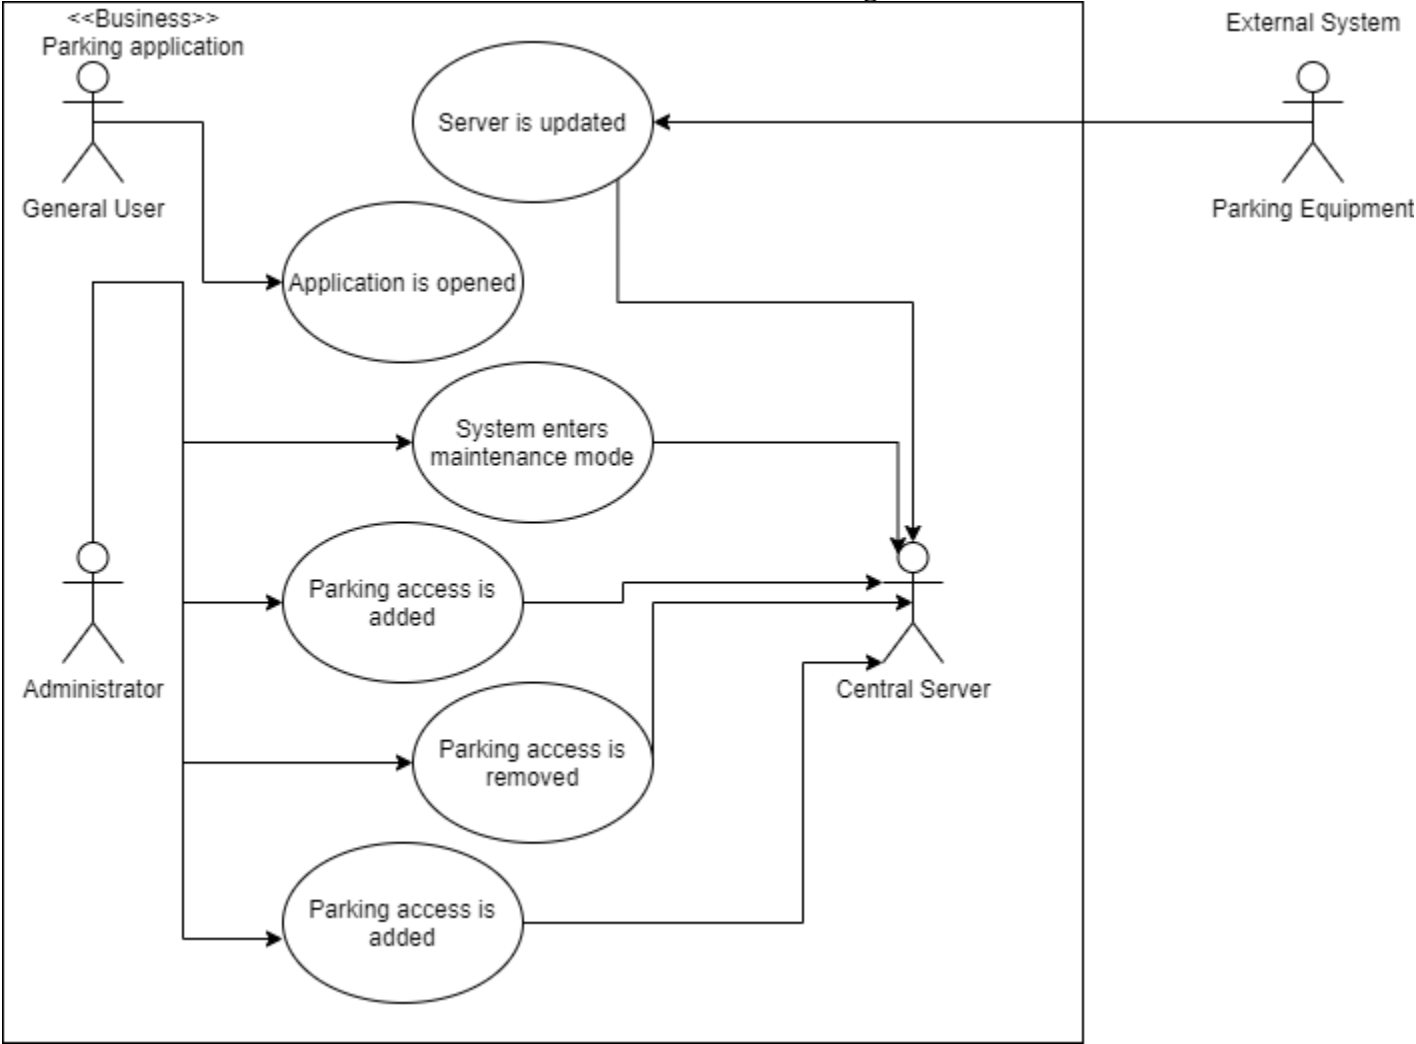 <<Business>>
Parking application
General User
External System
Parking Equipment
Server is updated
Application is opened
System enters
maintenance mode
Parking access is
added
Administrator
Central Server
Parking access is
removed
Parking access is
added